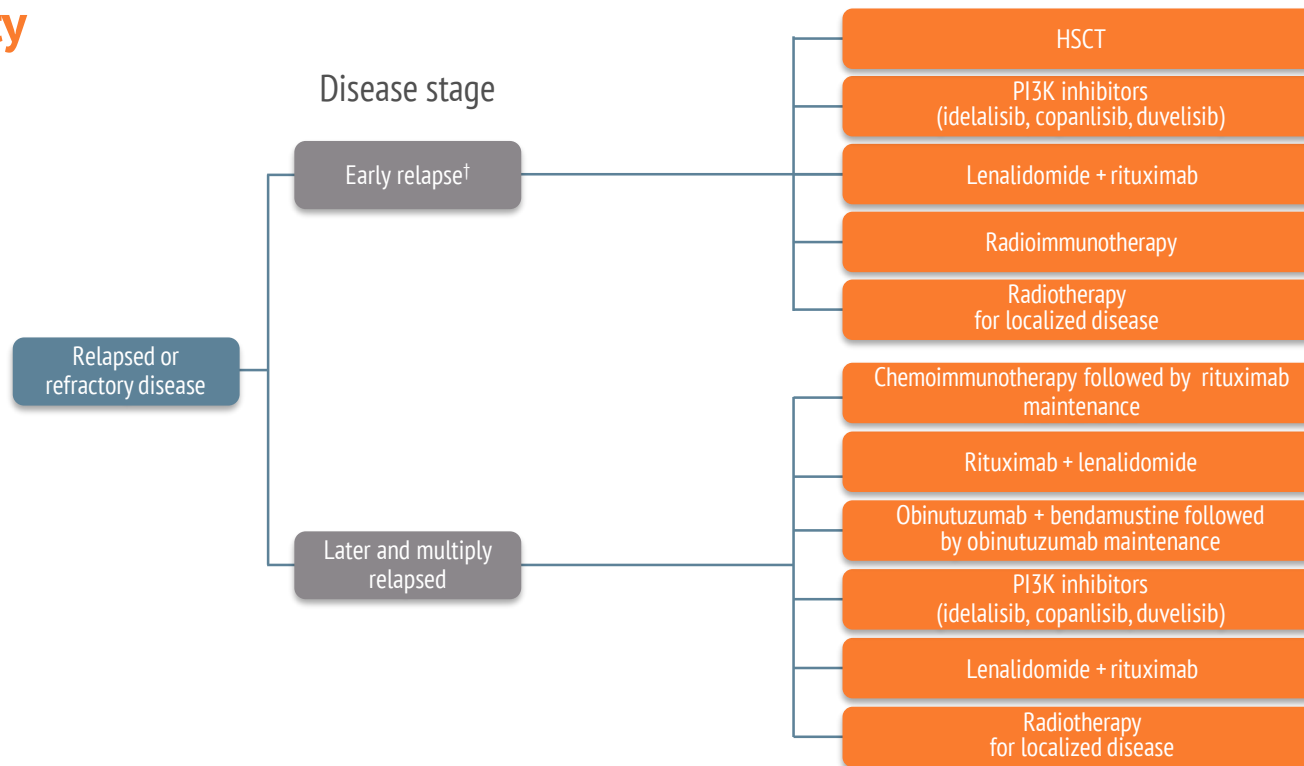 ty
Disease stage
HSCT
PI3K inhibitors
(idelalisib, copanlisib, duvelisib)
Early relapse†
Lenalidomide + rituximab
Radioimmunotherapy
Radiotherapy
for localized disease
Relapsed or
refractory disease
Chemoimmunotherapy followed by rituximab
maintenance
Rituximab + lenalidomide
Obinutuzumab + bendamustine followed
by obinutuzumab maintenance
Later and multiply
relapsed
PI3K inhibitors
(idelalisib, copanlisib, duvelisib)
Lenalidomide + rituximab
Radiotherapy
for localized disease